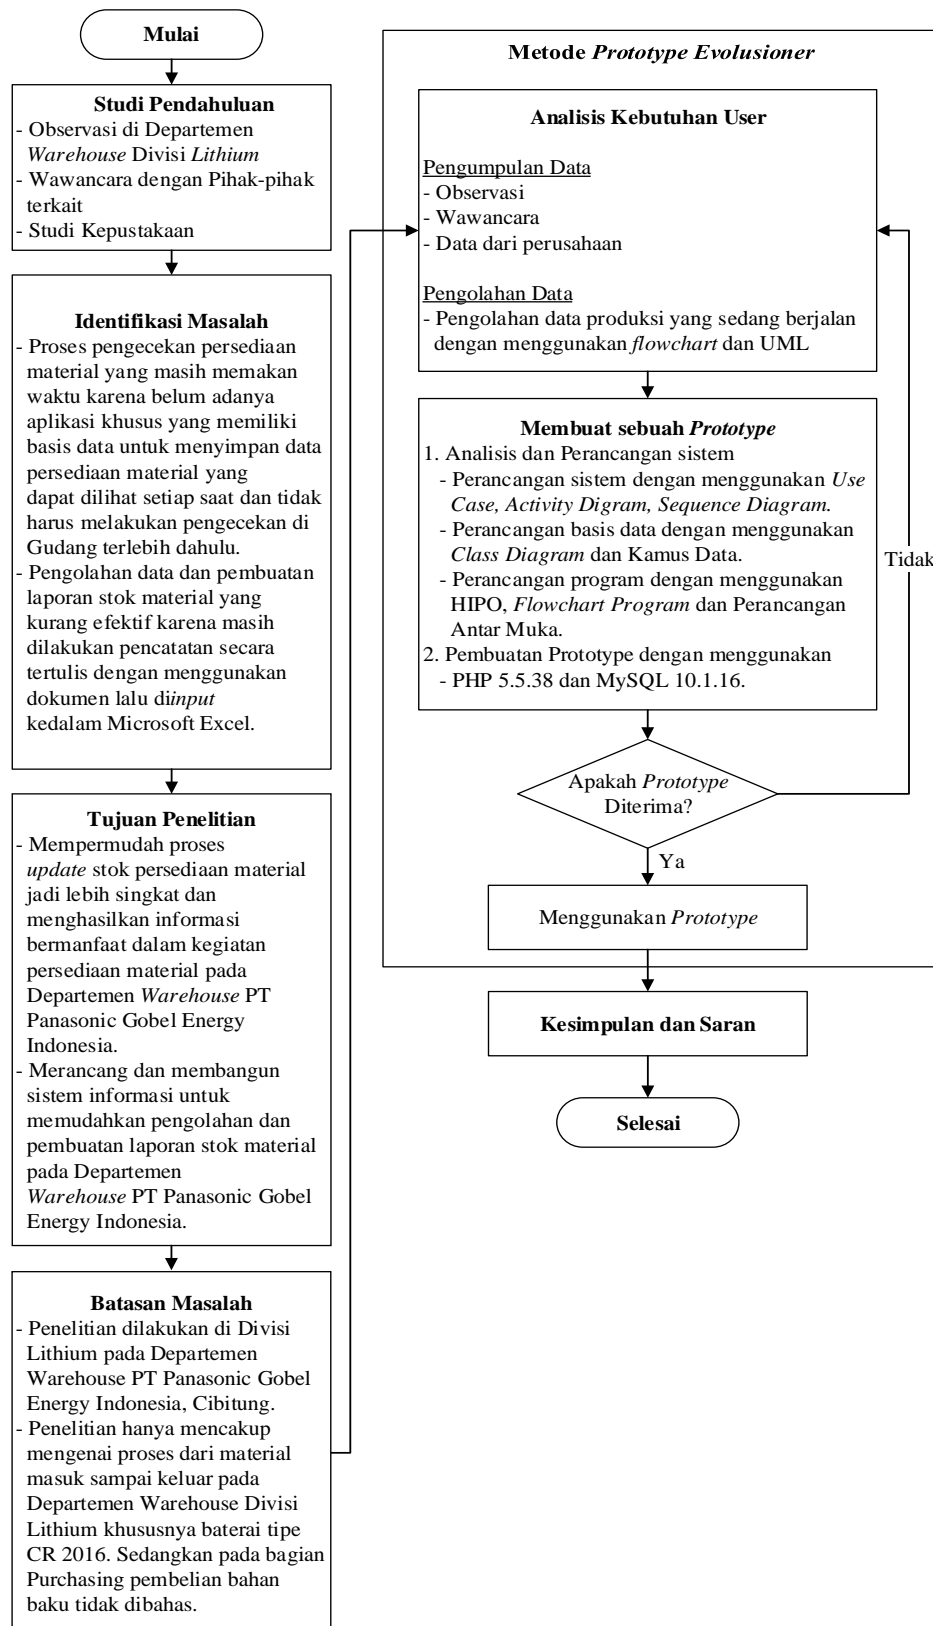 Mulai
Studi Pendahuluan
- Observasi di Departemen
Warehouse Divisi Lithium
- Wawancara dengan Pihak-pihak
terkait
- Studi Kepustakaan
Identifikasi Masalah
- Proses pengecekan persediaan
material yang masih memakan
waktu karena belum adanya
aplikasi khusus yang memiliki
basis data untuk menyimpan data
persediaan material yang
dapat dilihat setiap saat dan tidak
harus melakukan pengecekan di
Gudang terlebih dahulu.
- Pengolahan data dan pembuatan
laporan stok material yang
kurang efektif karena masih
dilakukan pencatatan secara
tertulis dengan menggunakan
dokumen lalu diinput
kedalam Microsoft Excel.
Tujuan Penelitian
- Mempermudah proses
update stok persediaan material
jadi lebih singkat dan
menghasilkan informasi
bermanfaat dalam kegiatan
persediaan material pada
Departemen Warehouse PT
Panasonic Gobel Energy
Indonesia.
- Merancang dan membangun
sistem informasi untuk
memudahkan pengolahan dan
pembuatan laporan stok material
pada Departemen
Warehouse PT Panasonic Gobel
Energy Indonesia.
Batasan Masalah
- Penelitian dilakukan di Divisi
Lithium pada Departemen
Warehouse PT Panasonic Gobel
Energy Indonesia, Cibitung.
- Penelitian hanya mencakup
mengenai proses dari material
masuk sampai keluar pada
Departemen Warehouse Divisi
Lithium khususnya baterai tipe
CR 2016. Sedangkan pada bagian
Purchasing pembelian bahan
baku tidak dibahas.
Metode Prototype Evolusioner
Analisis Kebutuhan User
Pengumpulan Data
- Observasi
- Wawancara
- Data dari perusahaan
Pengolahan Data
- Pengolahan data produksi yang sedang berjalan
dengan menggunakan flowchart dan UML
Membuat sebuah Prototype
1. Analisis dan Perancangan sistem
- Perancangan sistem dengan menggunakan Use
Case, Activity Digram, Sequence Diagram.
- Perancangan basis data dengan menggunakan
Class Diagram dan Kamus Data.
- Perancangan program dengan menggunakan
HIPO, Flowchart Program dan Perancangan
Antar Muka.
2. Pembuatan Prototype dengan menggunakan
- PHP 5.5.38 dan MySQL 10.1.16.
Tidak
Apakah Prototype
Diterima?
Ya
Menggunakan Prototype
Kesimpulan dan Saran
Selesai